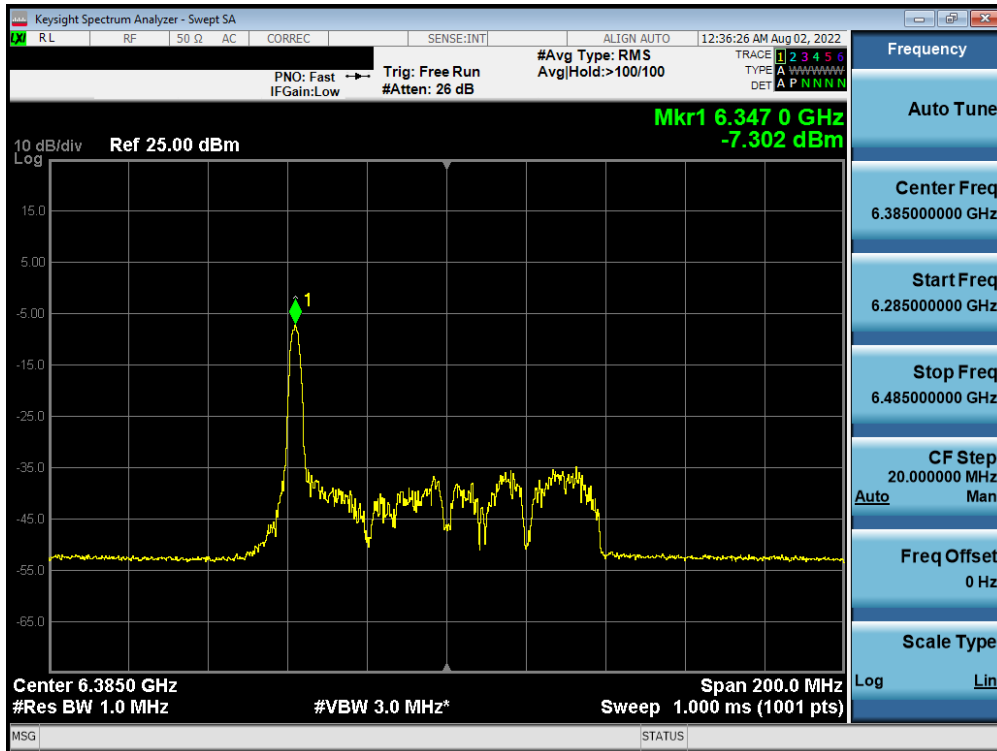 Keysight Spectrum Analyzer - Swept SA
LXI RL RF 50 Ω AC CORREC SENSE:INT ALIGN AUTO 12:36:26 AM Aug 02, 2022
PNO: Fast
IFGain:Low
Trig: Free Run
#Atten: 26 dB
#Avg Type: RMS
Avg|Hold:>100/100
TRACE 1 2 3 4 5 6
TYPE A WWWWW
DET A P N N N N
Mkr1 6.347 0 GHz
-7.302 dBm
10 dB/div Ref 25.00 dBm
Log
15.0
5.00
-5.00
-15.0
-25.0
-35.0
-45.0
-55.0
-65.0
1
Center 6.3850 GHz Span 200.0 MHz
#Res BW 1.0 MHz #VBW 3.0 MHz* Sweep 1.000 ms (1001 pts)
MSG STATUS
Frequency
Auto Tune
Center Freq
6.385000000 GHz
Start Freq
6.285000000 GHz
Stop Freq
6.485000000 GHz
CF Step
20.000000 MHz
Auto Man
Freq Offset
0 Hz
Scale Type
Log Lin